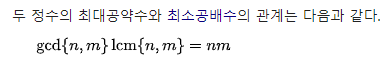 두 정수의 최대공약수와 최소공배수의 관계는 다음과 같다.
gcd{n, m} lcm{n, m} = nm